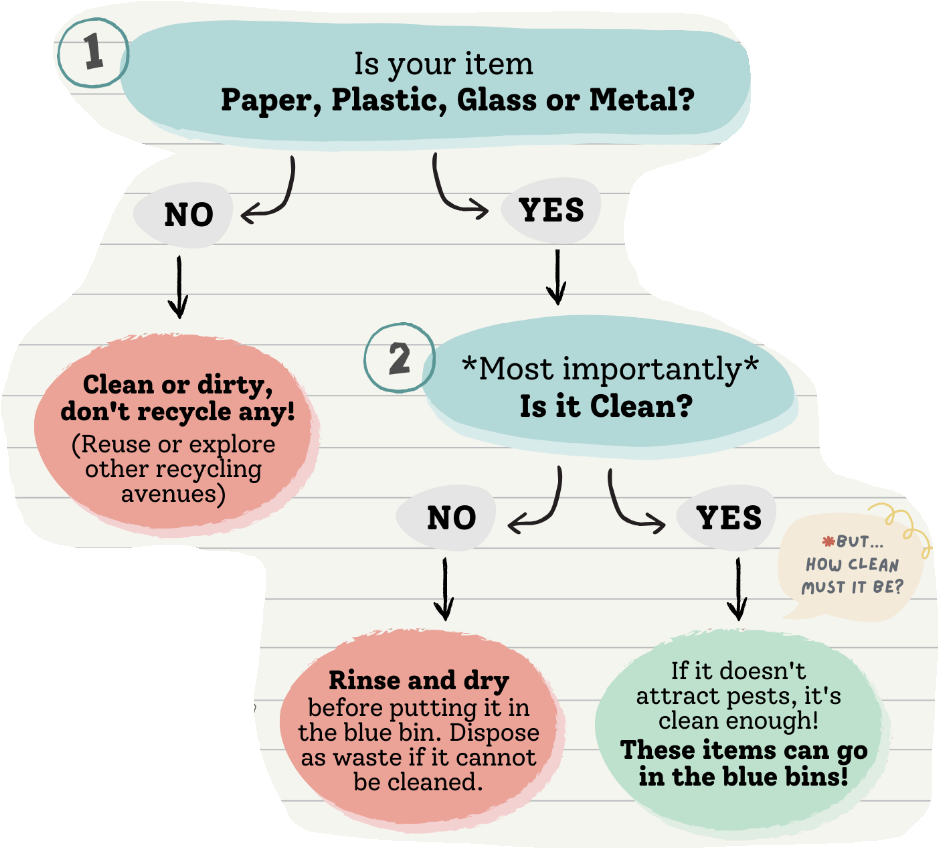 1
Is your item
Paper, Plastic, Glass or Metal?
NO
YES
Clean or dirty,
don't recycle any!
(Reuse or explore
other recycling
avenues)
2
*Most importantly*
Is it Clean?
NO
YES
*BUT...
HOW CLEAN
MUST IT BE?
Rinse and dry
before putting it in
the blue bin. Dispose
as waste if it cannot
be cleaned.
If it doesn't
attract pests, it's
clean enough!
These items can go
in the blue bins!